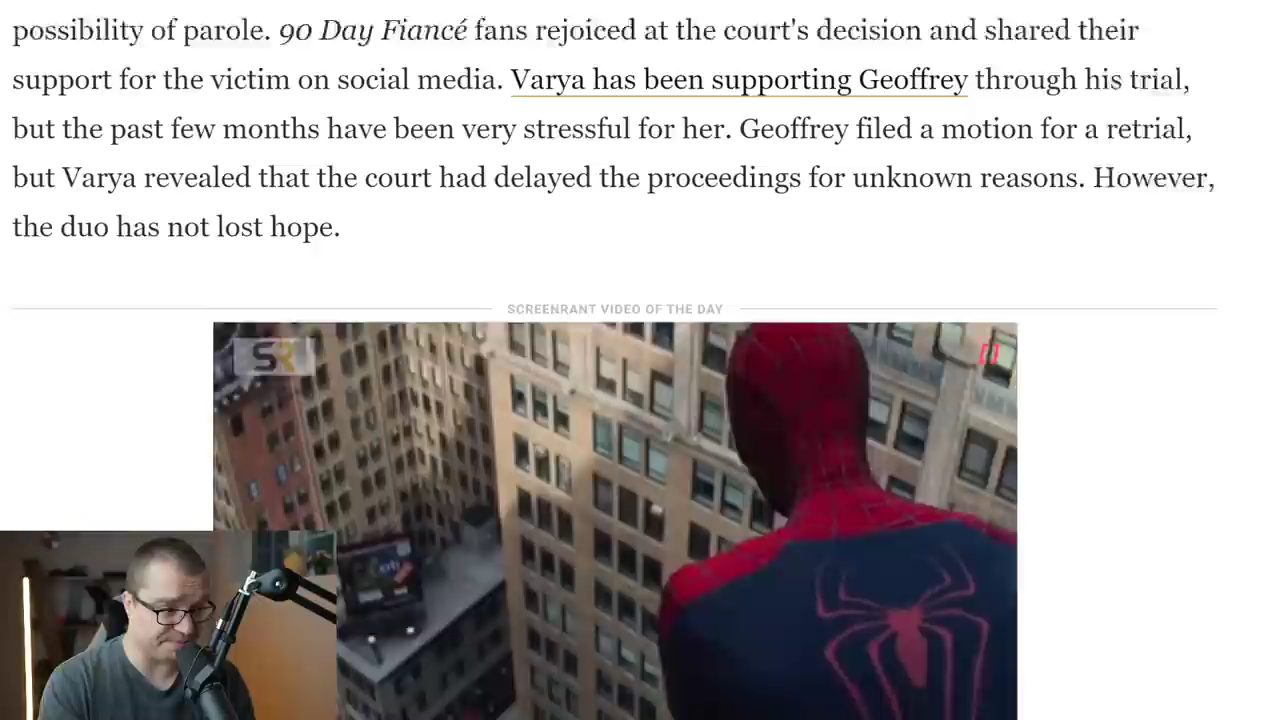 possibility of parole. 90 Day Fiancé fans rejoiced at the court's decision and shared their
support for the victim on social media. Varya has been supporting Geoffrey through his trial,
but the past few months have been very stressful for her. Geoffrey filed a motion for a retrial,
but Varya revealed that the court had delayed the proceedings for unknown reasons. However,
the duo has not lost hope.
SCREENRANT VIDEO OF THE DAY
SR